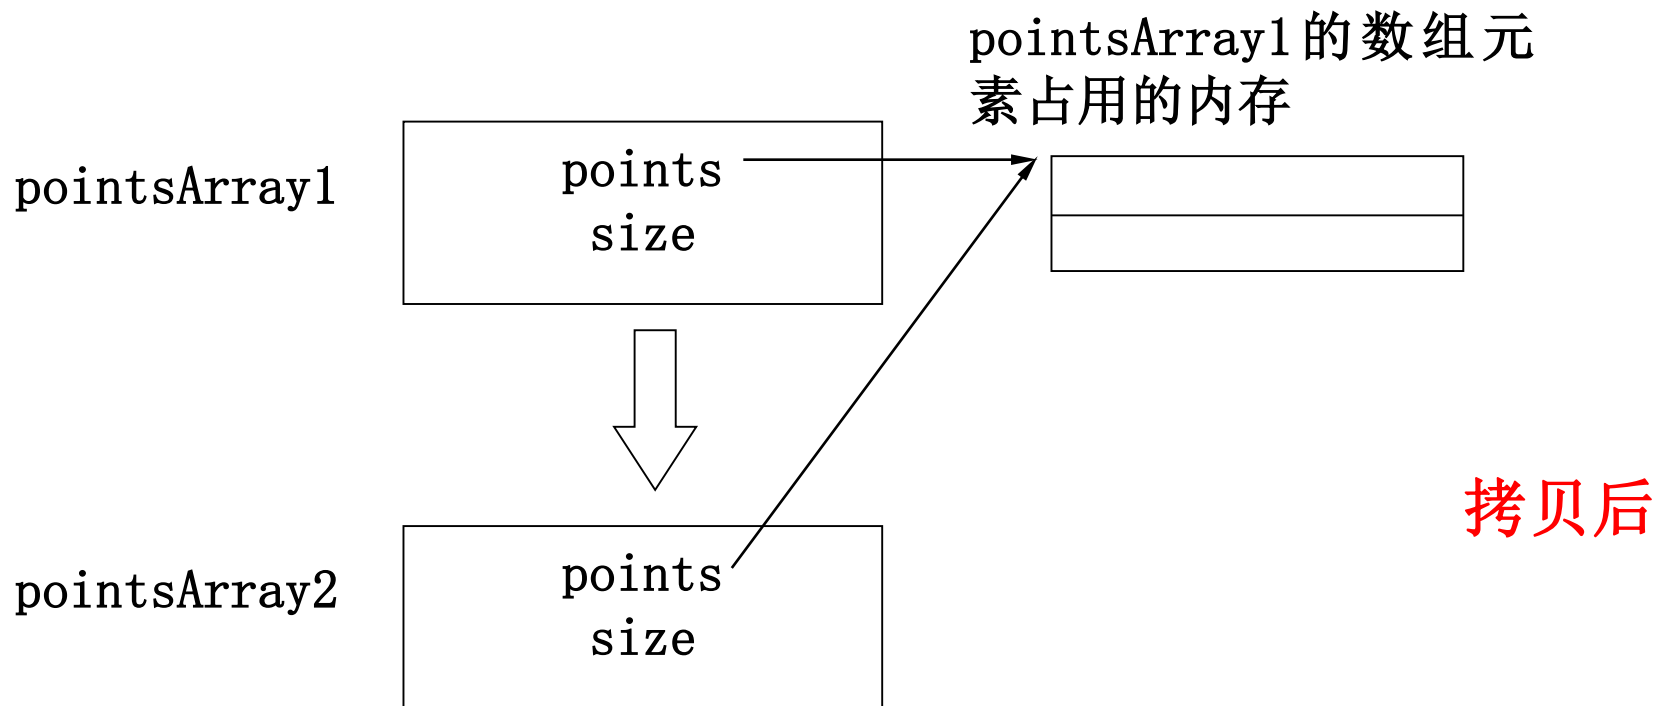 pointsArray1的数组元
素占用的内存
pointsArray1
points
size
拷贝后
pointsArray2
points
size